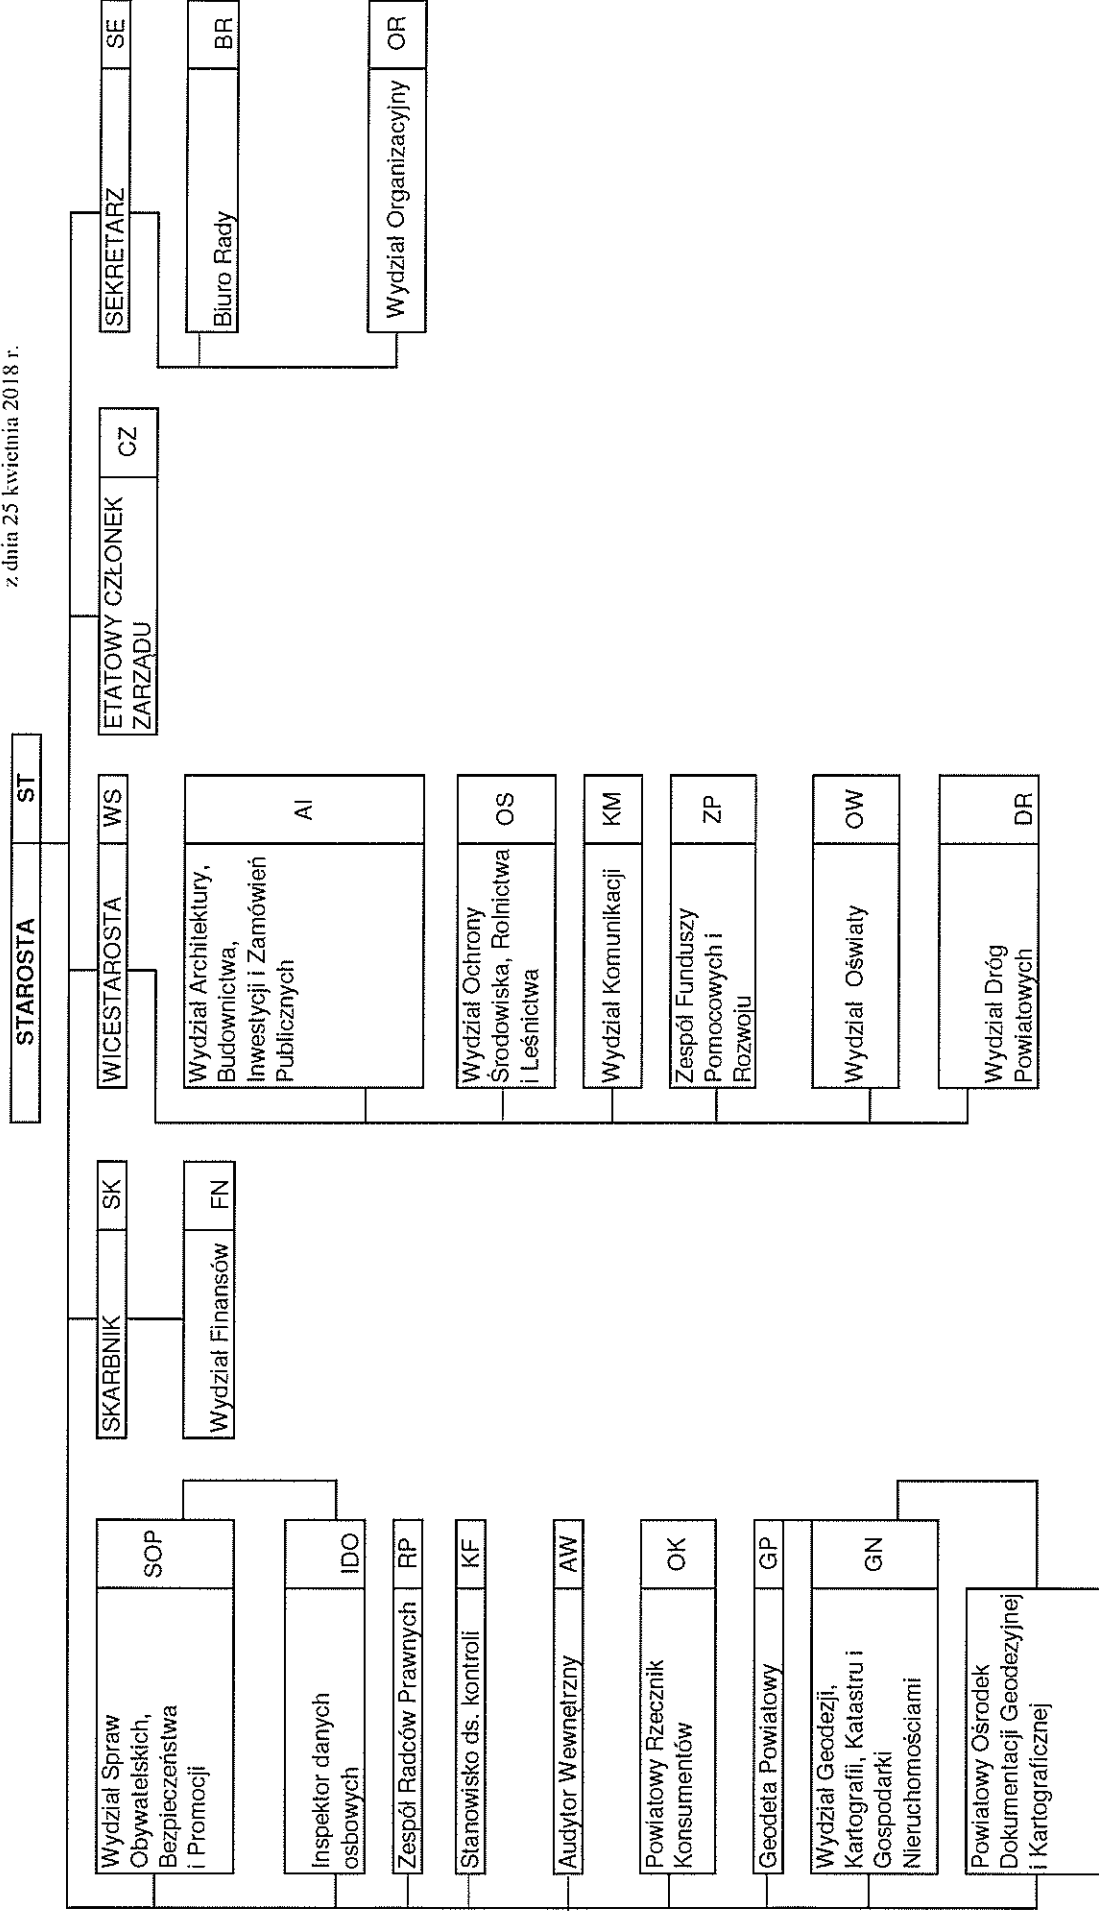 z dnia 25 kwietnia 2018 r.
STAROSTA ST
SKARBNIK SK
WICESTAROSTA WS
ETATOWY CZŁONEK
ZARZĄDU
CZ
SEKRETARZ SE
Wydział Spraw
Obywatelskich,
Bezpieczeństwa
i Promocji
SOP
Inspektor danych
osbowych
IDO
Zespół Radców Prawnych RP
Stanowisko ds. kontroli KF
Audytor Wewnętrzny AW
Powiatowy Rzecznik
Konsumentów
OK
Geodeta Powiatowy GP
Wydział Geodezji,
Kartografii, Katastru i
Gospodarki
Nieruchomościami
GN
Powiatowy Ośrodek
Dokumentacji Geodezyjnej
i Kartograficznej
Wydział Finansów FN
Wydział Architektury,
Budownictwa,
Inwestycji i Zamówień
Publicznych
AI
Wydział Ochrony
Środowiska, Rolnictwa
i Leśnictwa
OS
Wydział Komunikacji KM
Zespół Funduszy
Pomocowych i
Rozwoju
ZP
Wydział Oświaty OW
Wydział Dróg
Powiatowych
DR
Biuro Rady BR
Wydział Organizacyjny OR